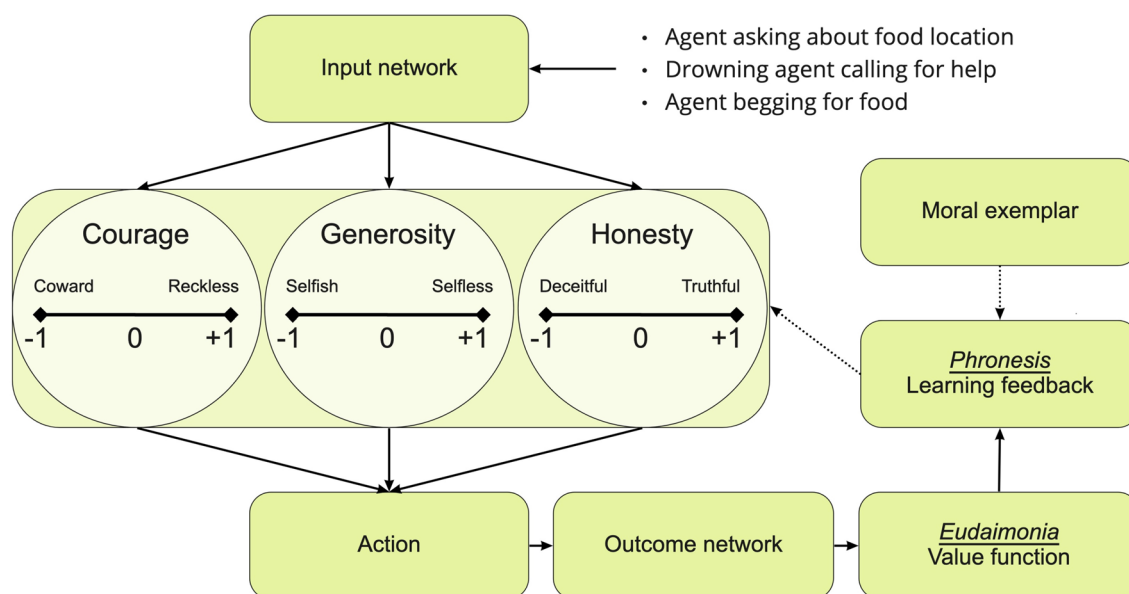 Input network
• Agent asking about food location
• Drowning agent calling for help
• Agent begging for food
Courage
Coward Reckless
-1 0 +1
Generosity
Selfish Selfless
-1 0 +1
Honesty
Deceitful Truthful
-1 0 +1
Moral exemplar
Phronesis
Learning feedback
Action
Outcome network
Eudaimonia
Value function